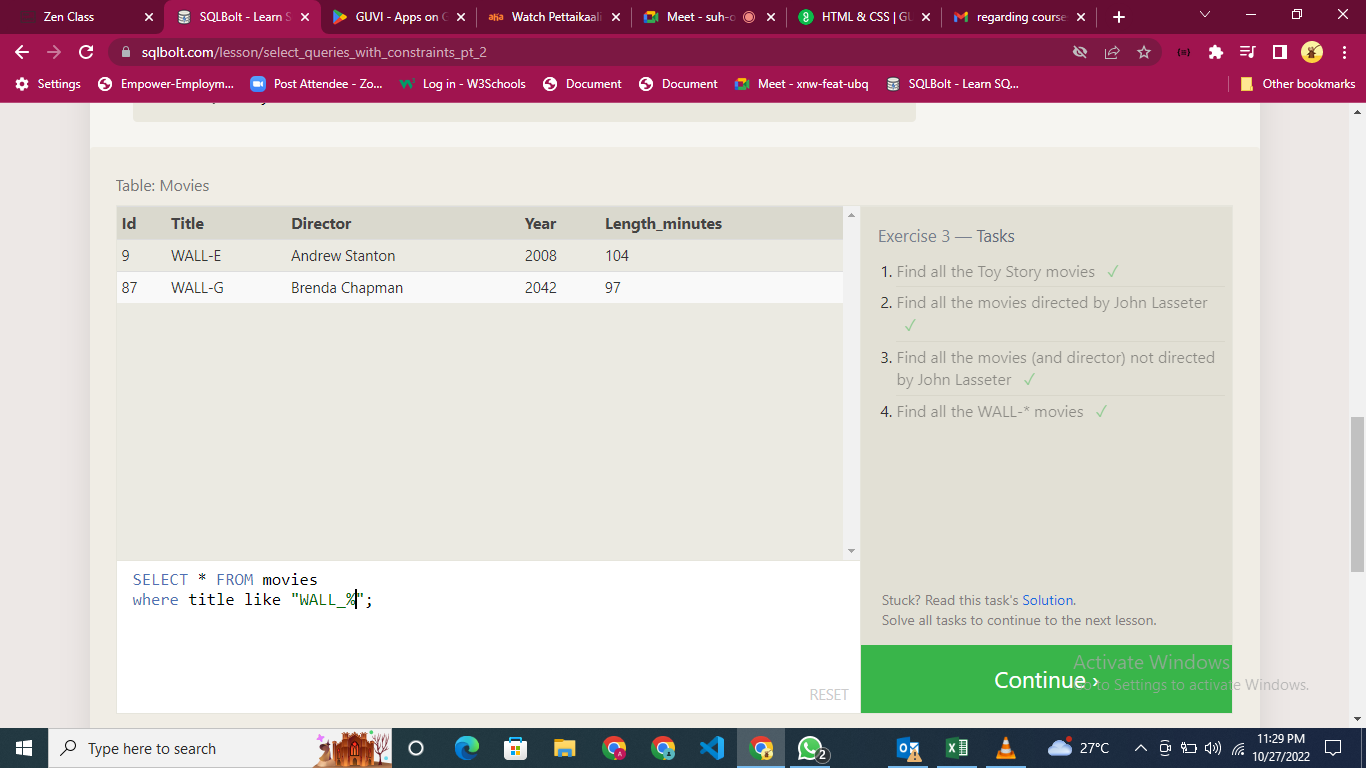 Zen Class
SQLBolt - Learn S
GUVI - Apps on G
aha Watch Pettaikaali
Meet - suh-o
HTML & CSS | GU
regarding course
sqlbolt.com/lesson/select_queries_with_constraints_pt_2
Settings
Empower-Employm...
Post Attendee - Zo...
Log in - W3Schools
Document
Document
Meet - xnw-feat-ubq
SQLBolt - Learn SQ...
Other bookmarks
Table: Movies
Id Title Director Year Length_minutes
9 WALL-E Andrew Stanton 2008 104
87 WALL-G Brenda Chapman 2042 97
SELECT * FROM movies
where title like "WALL_%";
RESET
Exercise 3 — Tasks
1. Find all the Toy Story movies ✓
2. Find all the movies directed by John Lasseter
✓
3. Find all the movies (and director) not directed
by John Lasseter ✓
4. Find all the WALL-* movies ✓
Stuck? Read this task's Solution.
Solve all tasks to continue to the next lesson.
Continue ›
Activate Windows
Go to Settings to activate Windows.
Type here to search
2
27°C
11:29 PM
10/27/2022